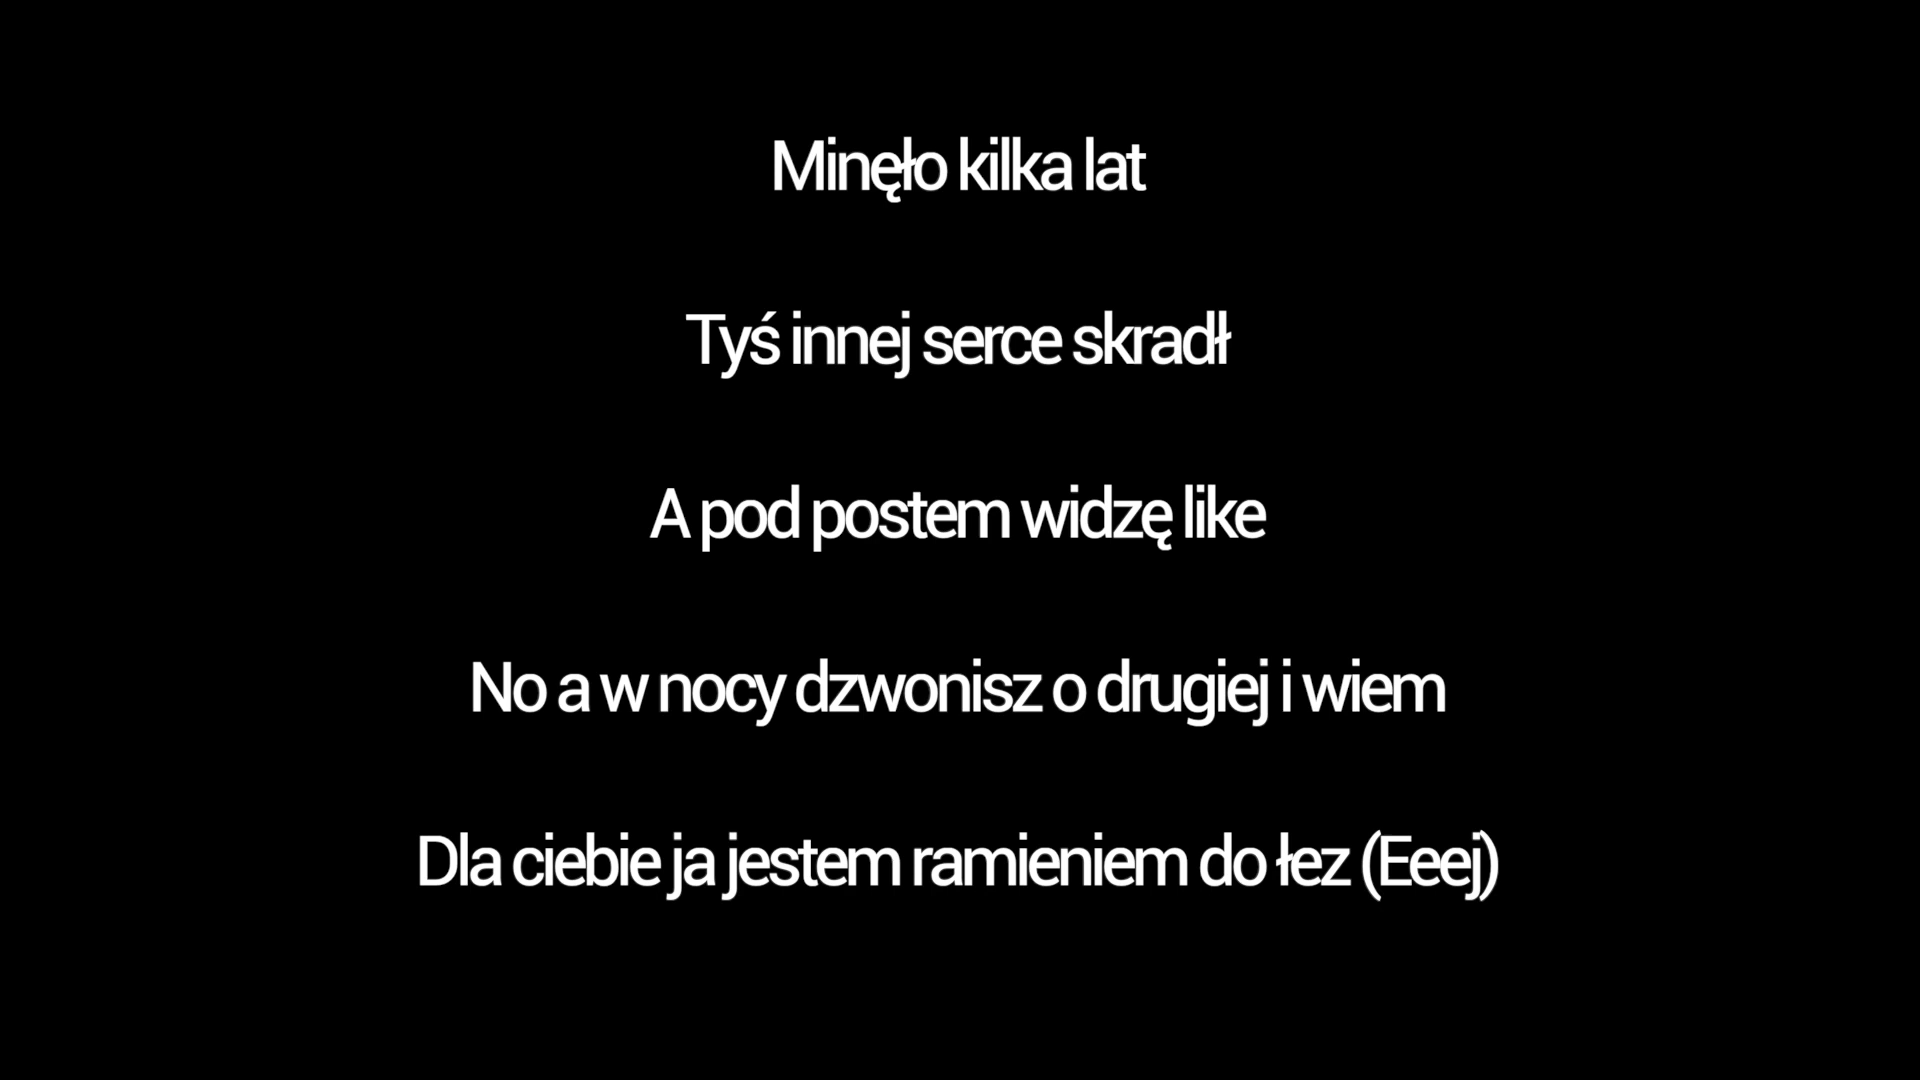 Minęło kilka lat
Tyś innej serce skradł
A pod postem widzę like
No a w nocy dzwonisz o drugiej i wiem
Dla ciebie ja jestem ramieniem do łez (Eeej)